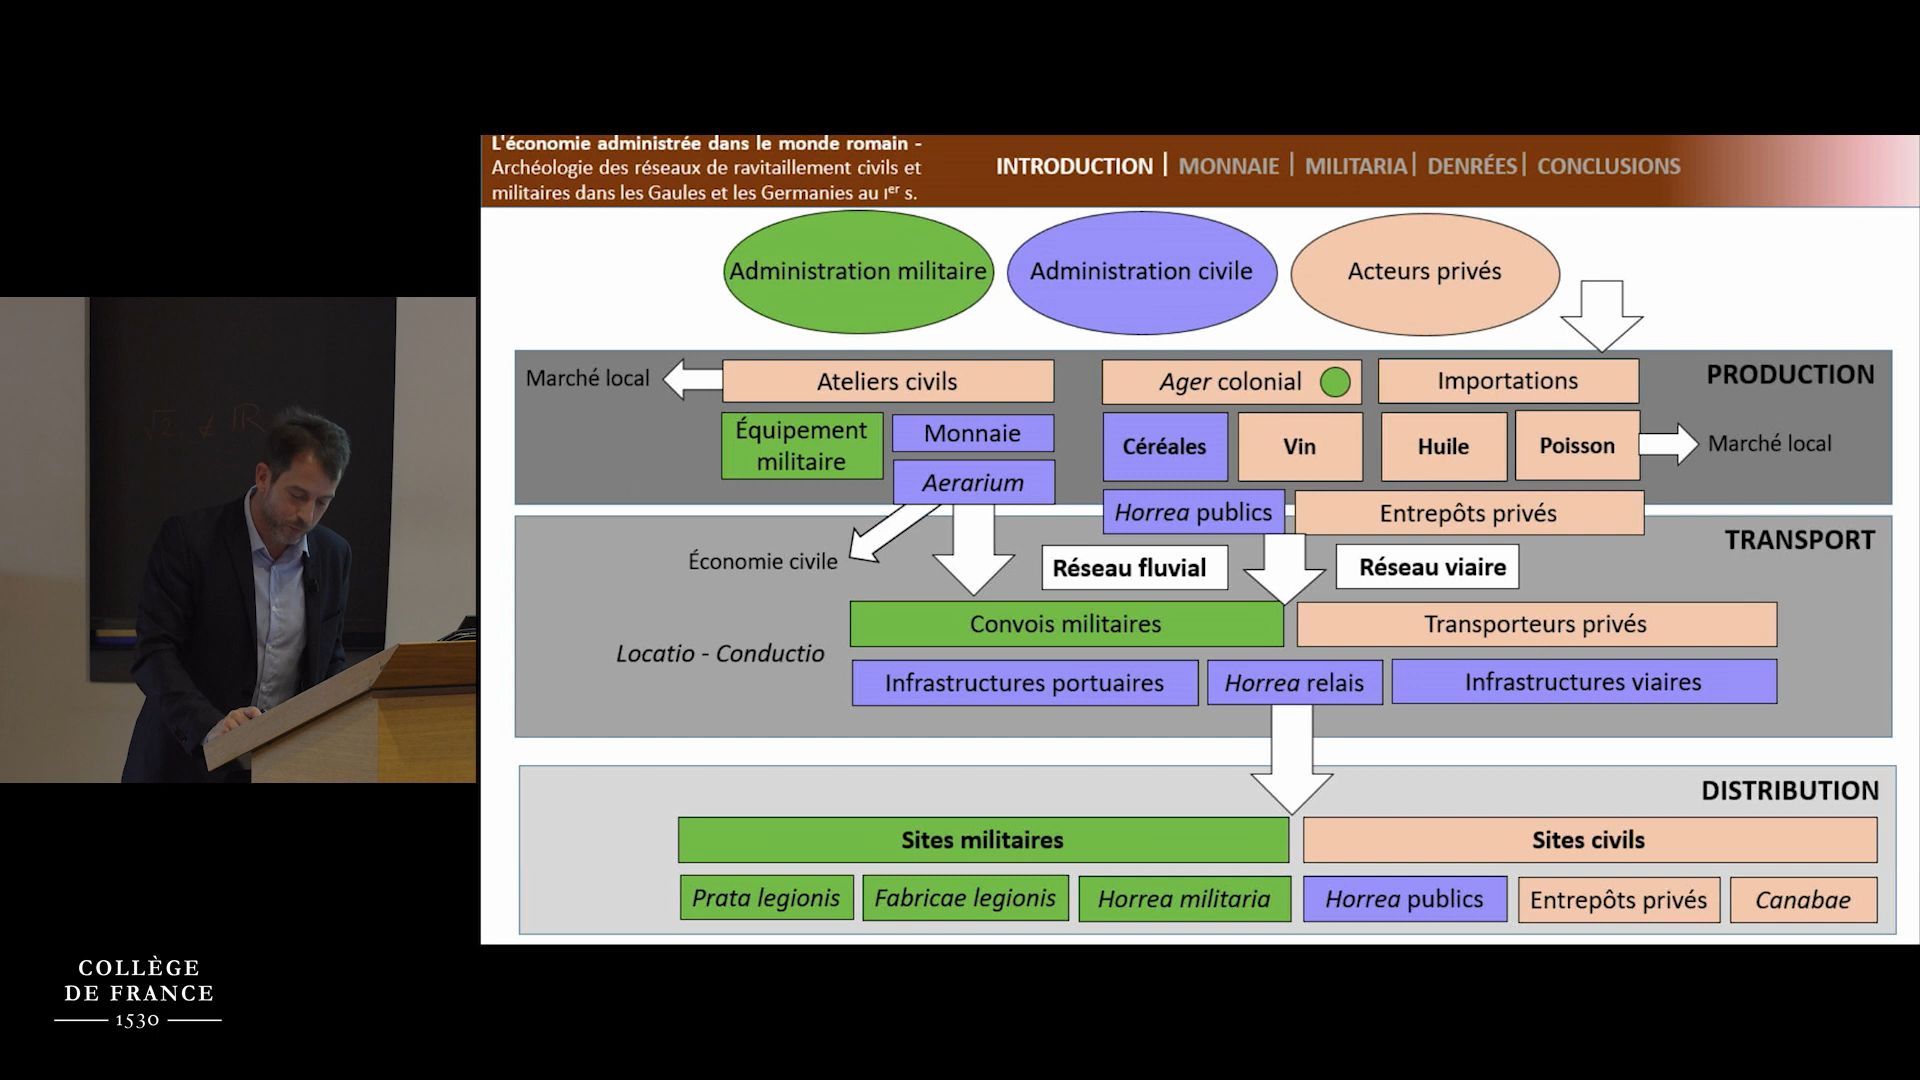 L'économie administrée dans le monde romain -
Archéologie des réseaux de ravitaillement civils et
militaires dans les Gaules et les Germanies au Ier s.
INTRODUCTION | MONNAIE | MILITARIA | DENRÉES | CONCLUSIONS
Administration militaire
Administration civile
Acteurs privés
PRODUCTION
Marché local
Ateliers civils
Ager colonial
Importations
Équipement
militaire
Monnaie
Aerarium
Céréales
Vin
Huile
Poisson
Marché local
Horrea publics
Entrepôts privés
TRANSPORT
Économie civile
Réseau fluvial
Réseau viaire
Convois militaires
Transporteurs privés
Locatio - Conductio
Infrastructures portuaires
Horrea relais
Infrastructures viaires
DISTRIBUTION
Sites militaires
Sites civils
Prata legionis
Fabricae legionis
Horrea militaria
Horrea publics
Entrepôts privés
Canabae
COLLÈGE
DE FRANCE
1530